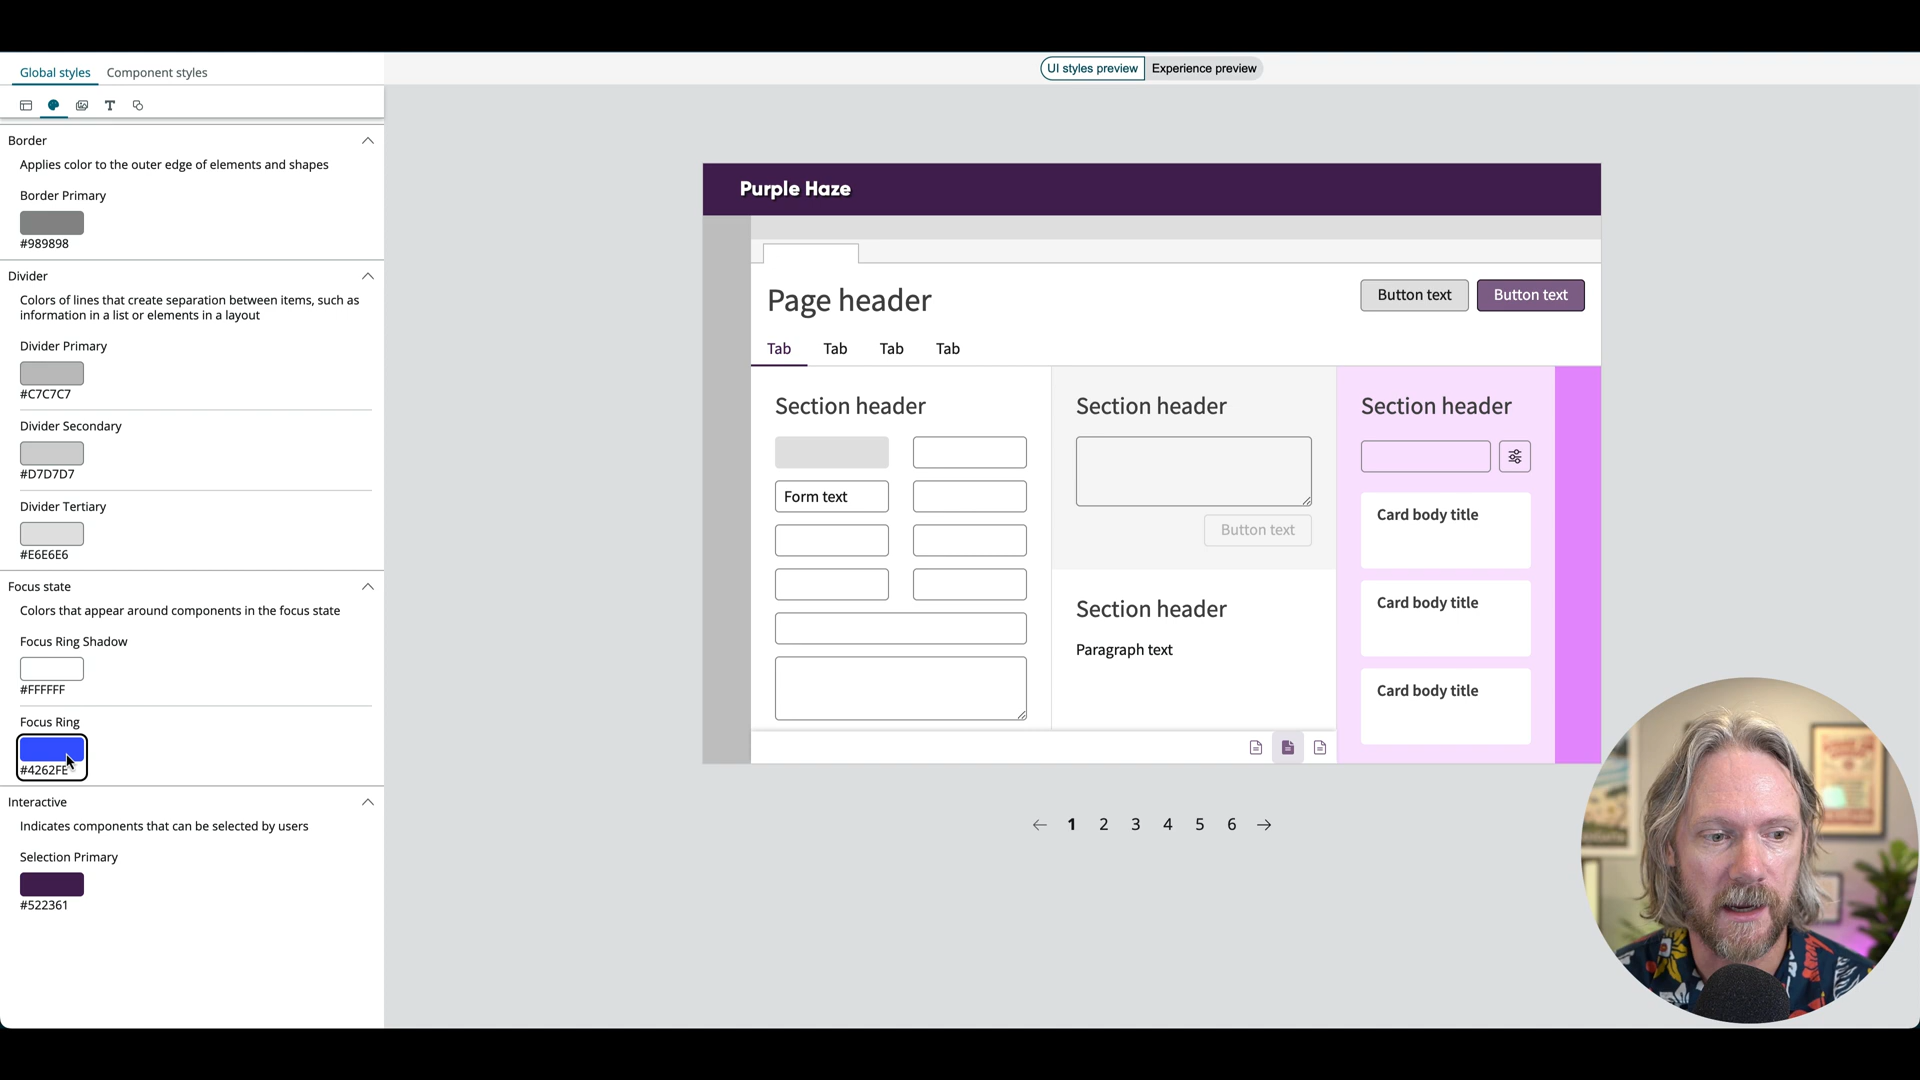 Global styles
Component styles
UI styles preview
Experience preview
Border
Applies color to the outer edge of elements and shapes
Border Primary
#989898
Divider
Colors of lines that create separation between items, such as
information in a list or elements in a layout
Divider Primary
#C7C7C7
Divider Secondary
#D7D7D7
Divider Tertiary
#E6E6E6
Focus state
Colors that appear around components in the focus state
Focus Ring Shadow
#FFFFFF
Focus Ring
#4262FE
Interactive
Indicates components that can be selected by users
Selection Primary
#522361
Purple Haze
Page header
Button text
Button text
Tab
Tab
Tab
Tab
Section header
Form text
Section header
Button text
Section header
Paragraph text
Section header
Card body title
Card body title
Card body title
1 2 3 4 5 6